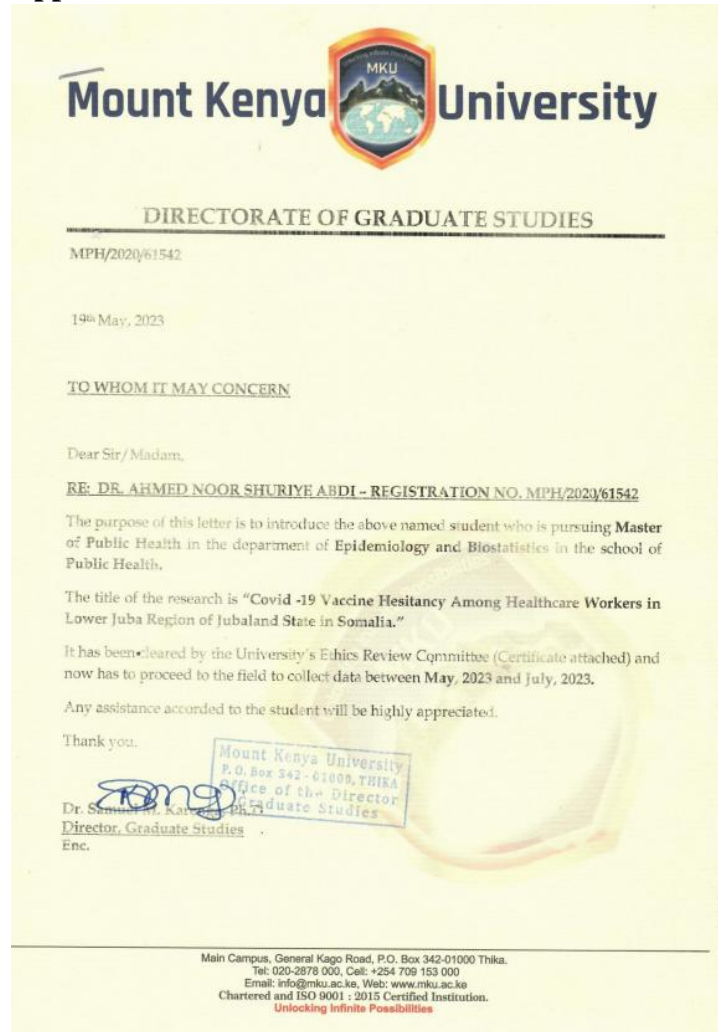 Mount Kenya University
MKU
DIRECTORATE OF GRADUATE STUDIES
MPH/2020/61542
19th May, 2023
TO WHOM IT MAY CONCERN
Dear Sir/Madam,
RE: DR. AHMED NOOR SHURIYE ABDI – REGISTRATION NO. MPH/2020/61542
The purpose of this letter is to introduce the above named student who is pursuing Master
of Public Health in the department of Epidemiology and Biostatistics in the school of
Public Health.
The title of the research is “Covid -19 Vaccine Hesitancy Among Healthcare Workers in
Lower Juba Region of Jubaland State in Somalia.”
It has been cleared by the University's Ethics Review Committee (Certificate attached) and
now has to proceed to the field to collect data between May, 2023 and July, 2023.
Any assistance accorded to the student will be highly appreciated.
Thank you.
Mount Kenya University
P. O. Box 342 - 01000, THIKA
Office of the Director
Graduate Studies
Dr. Samuel M.
Director, Graduate Studies
Enc.
Main Campus, General Kago Road, P.O. Box 342-01000 Thika.
Tel: 020-2878 000, Cell: +254 709 153 000
Email: info@mku.ac.ke, Web: www.mku.ac.ke
Chartered and ISO 9001 : 2015 Certified Institution.
Unlocking Infinite Possibilities